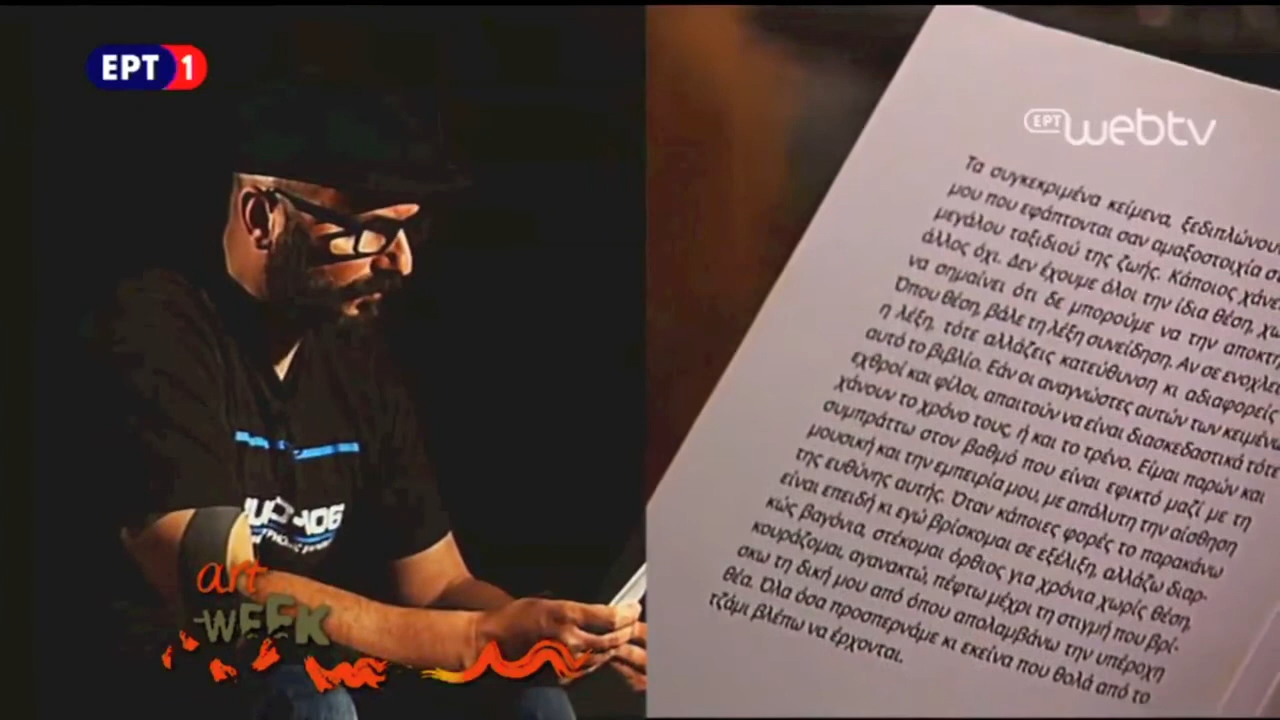 ΕΡΤ 1
ΕΡΤ webtv
Τα συγκεκριμένα κείμενα, ξεδιπλώνουν
μου που εφάπτονται σαν αμαξοστοιχία
μεγάλου ταξιδιού της ζωής. Κάποιος χάνε
άλλος όχι. Δεν έχουμε όλοι την ίδια θέση, χω
να σημαίνει ότι δε μπορούμε να την αποκτή
Όπου θέση, βάλε τη λέξη συνείδηση. Αν σε ενοχλε
η λέξη, τότε αλλάζεις κατεύθυνση κι αδιαφορείς
αυτό το βιβλίο. Εάν οι αναγνώστες αυτών των κειμένω
εχθροί και φίλοι, απαιτούν να είναι διασκεδαστικά τότε
χάνουν το χρόνο τους, ή και το τρένο. Είμαι παρών και
συμπράττω στον βαθμό που είναι εφικτό μαζί με τη
μουσική και την εμπειρία μου, με απόλυτη την αίσθηση
της ευθύνης αυτής. Όταν κάποιες φορές το παρακάνω
είναι επειδή κι εγώ βρίσκομαι σε εξέλιξη, αλλάζω διαρ-
κώς βαγόνια, στέκομαι όρθιος για χρόνια χωρίς θέση,
κουράζομαι, αγανακτώ, πέφτω μέχρι τη στιγμή που βρί-
σκω τη δική μου από όπου απολαμβάνω την υπέροχη
θέα. Όλα όσα προσπερνάμε κι εκείνα που θολά από το
τζάμι βλέπω να έρχονται.
art
WEEK